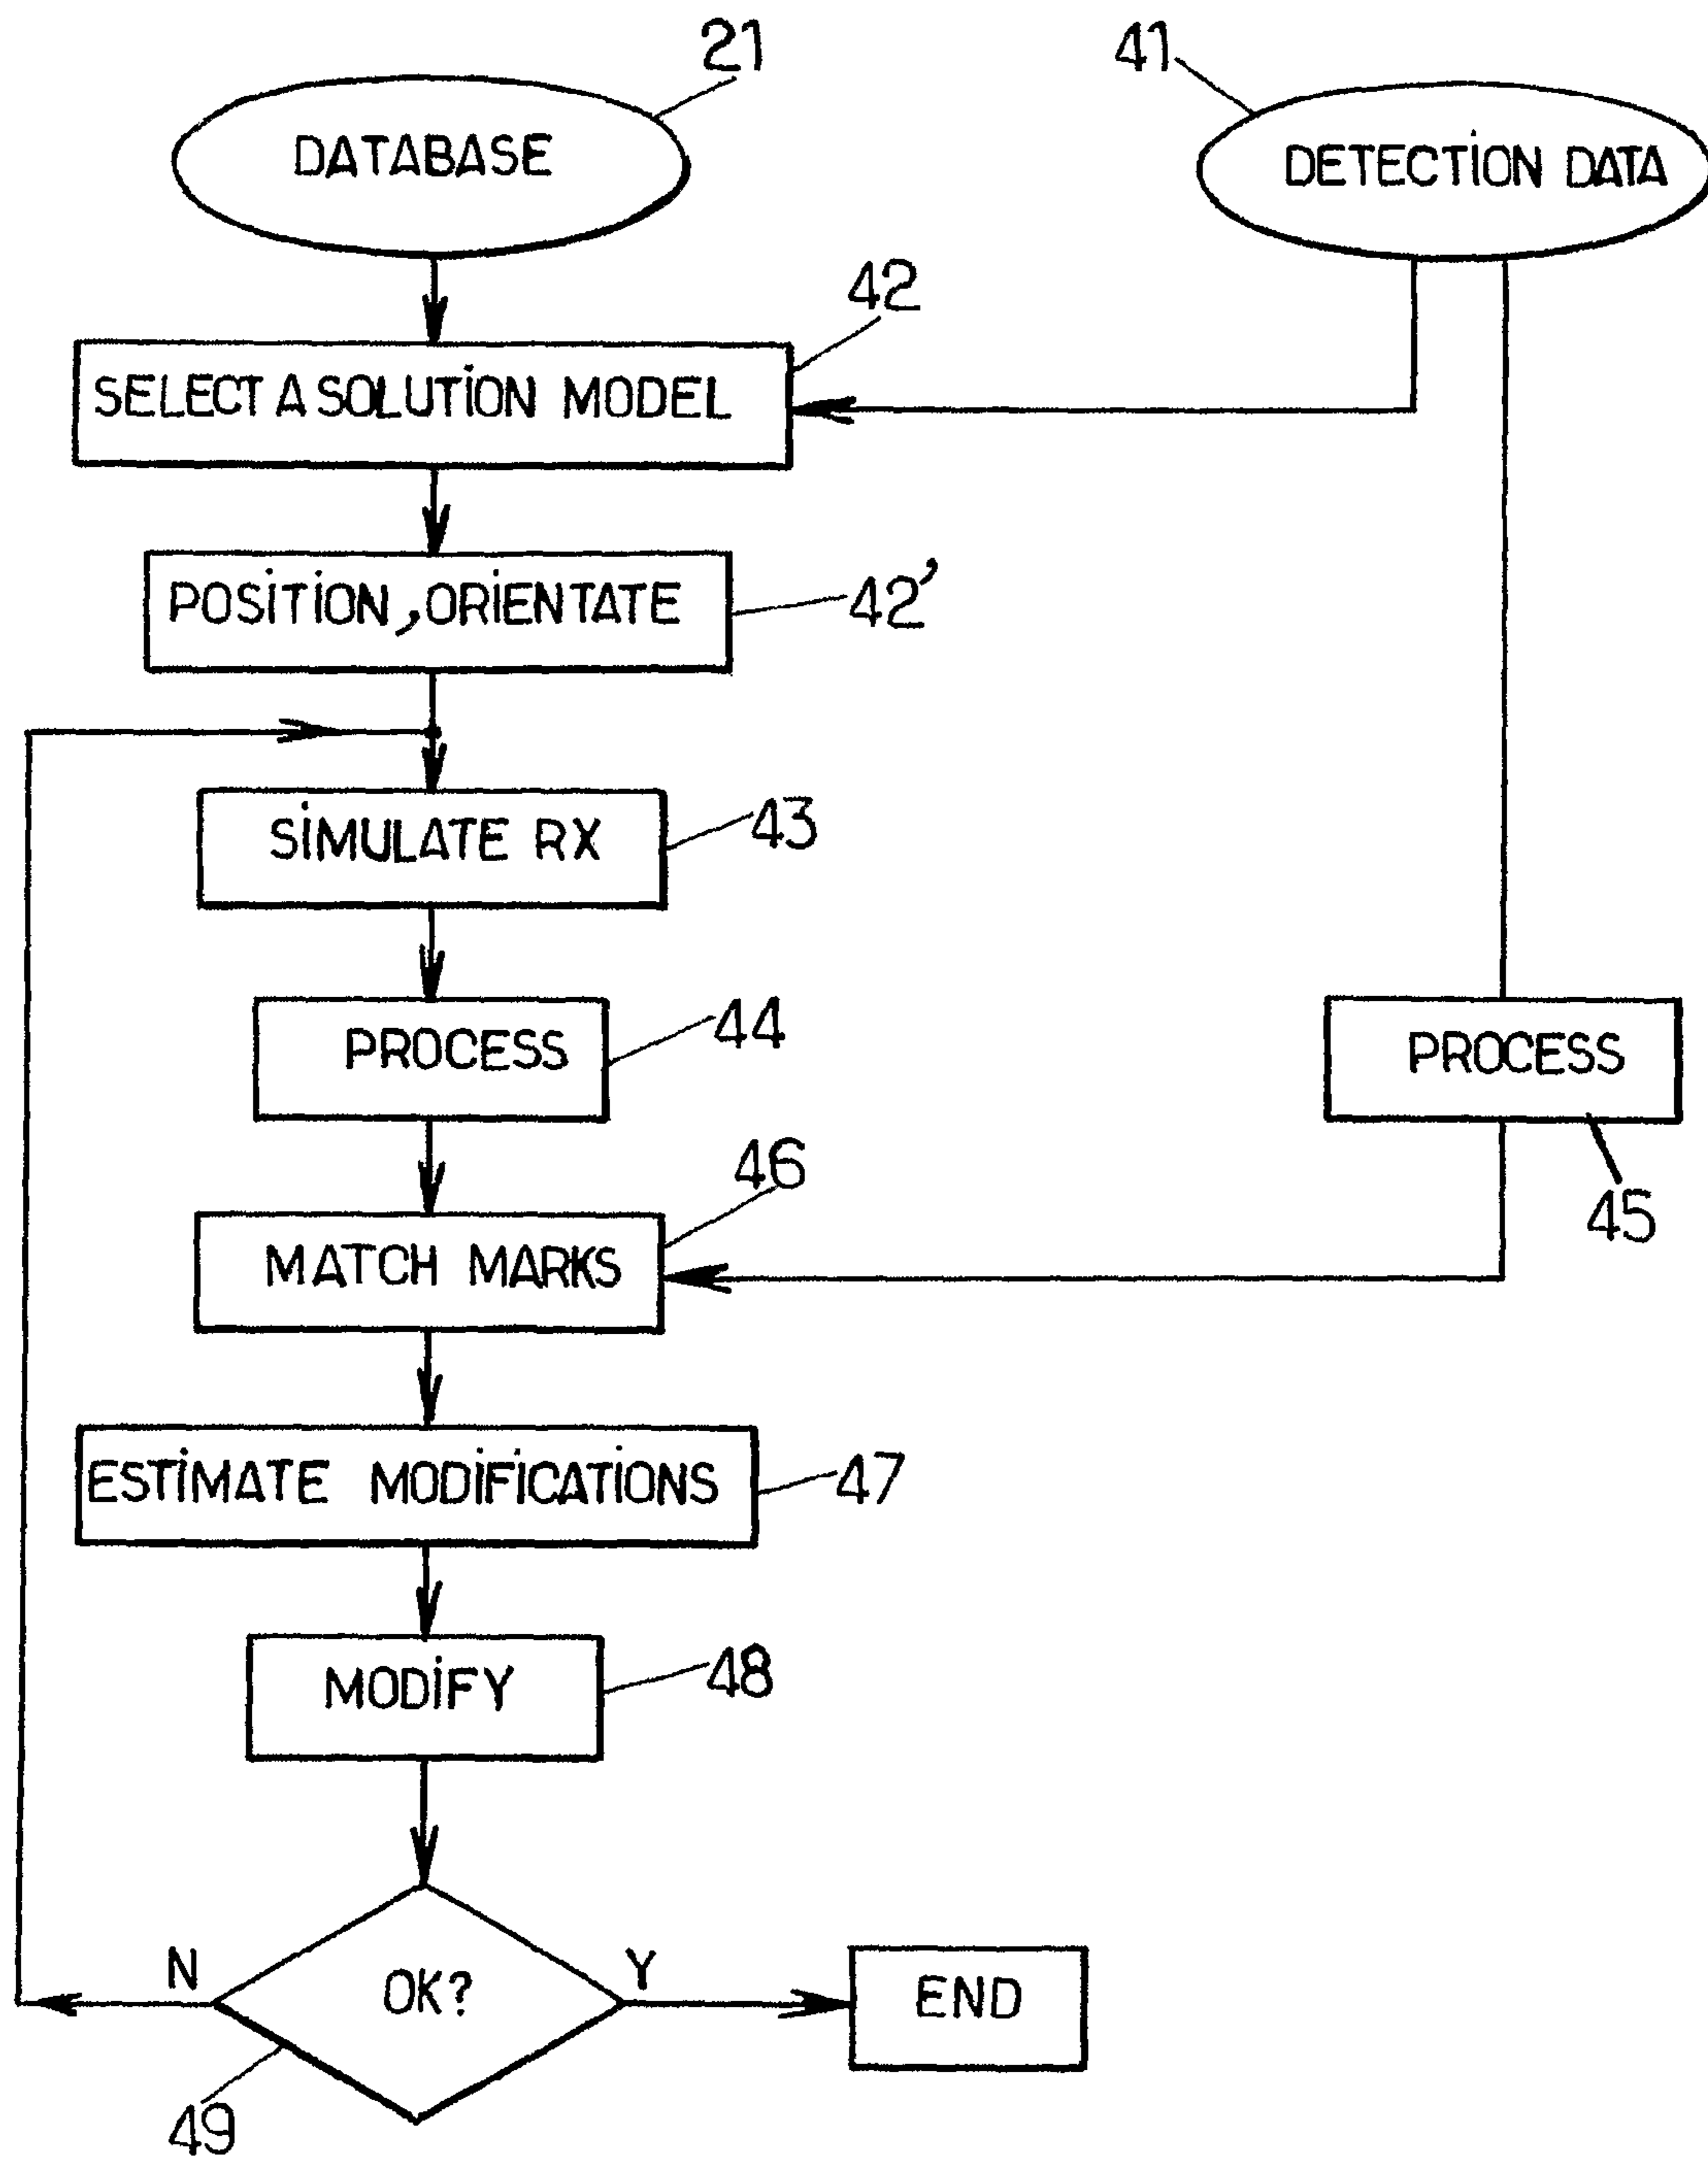 21
41
DATABASE
DETECTION DATA
42
SELECT A SOLUTION MODEL
POSITION, ORIENTATE
42'
SIMULATE RX
43
PROCESS
44
PROCESS
45
46
MATCH MARKS
ESTIMATE MODIFICATIONS
47
MODIFY
48
N
OK?
Y
END
49